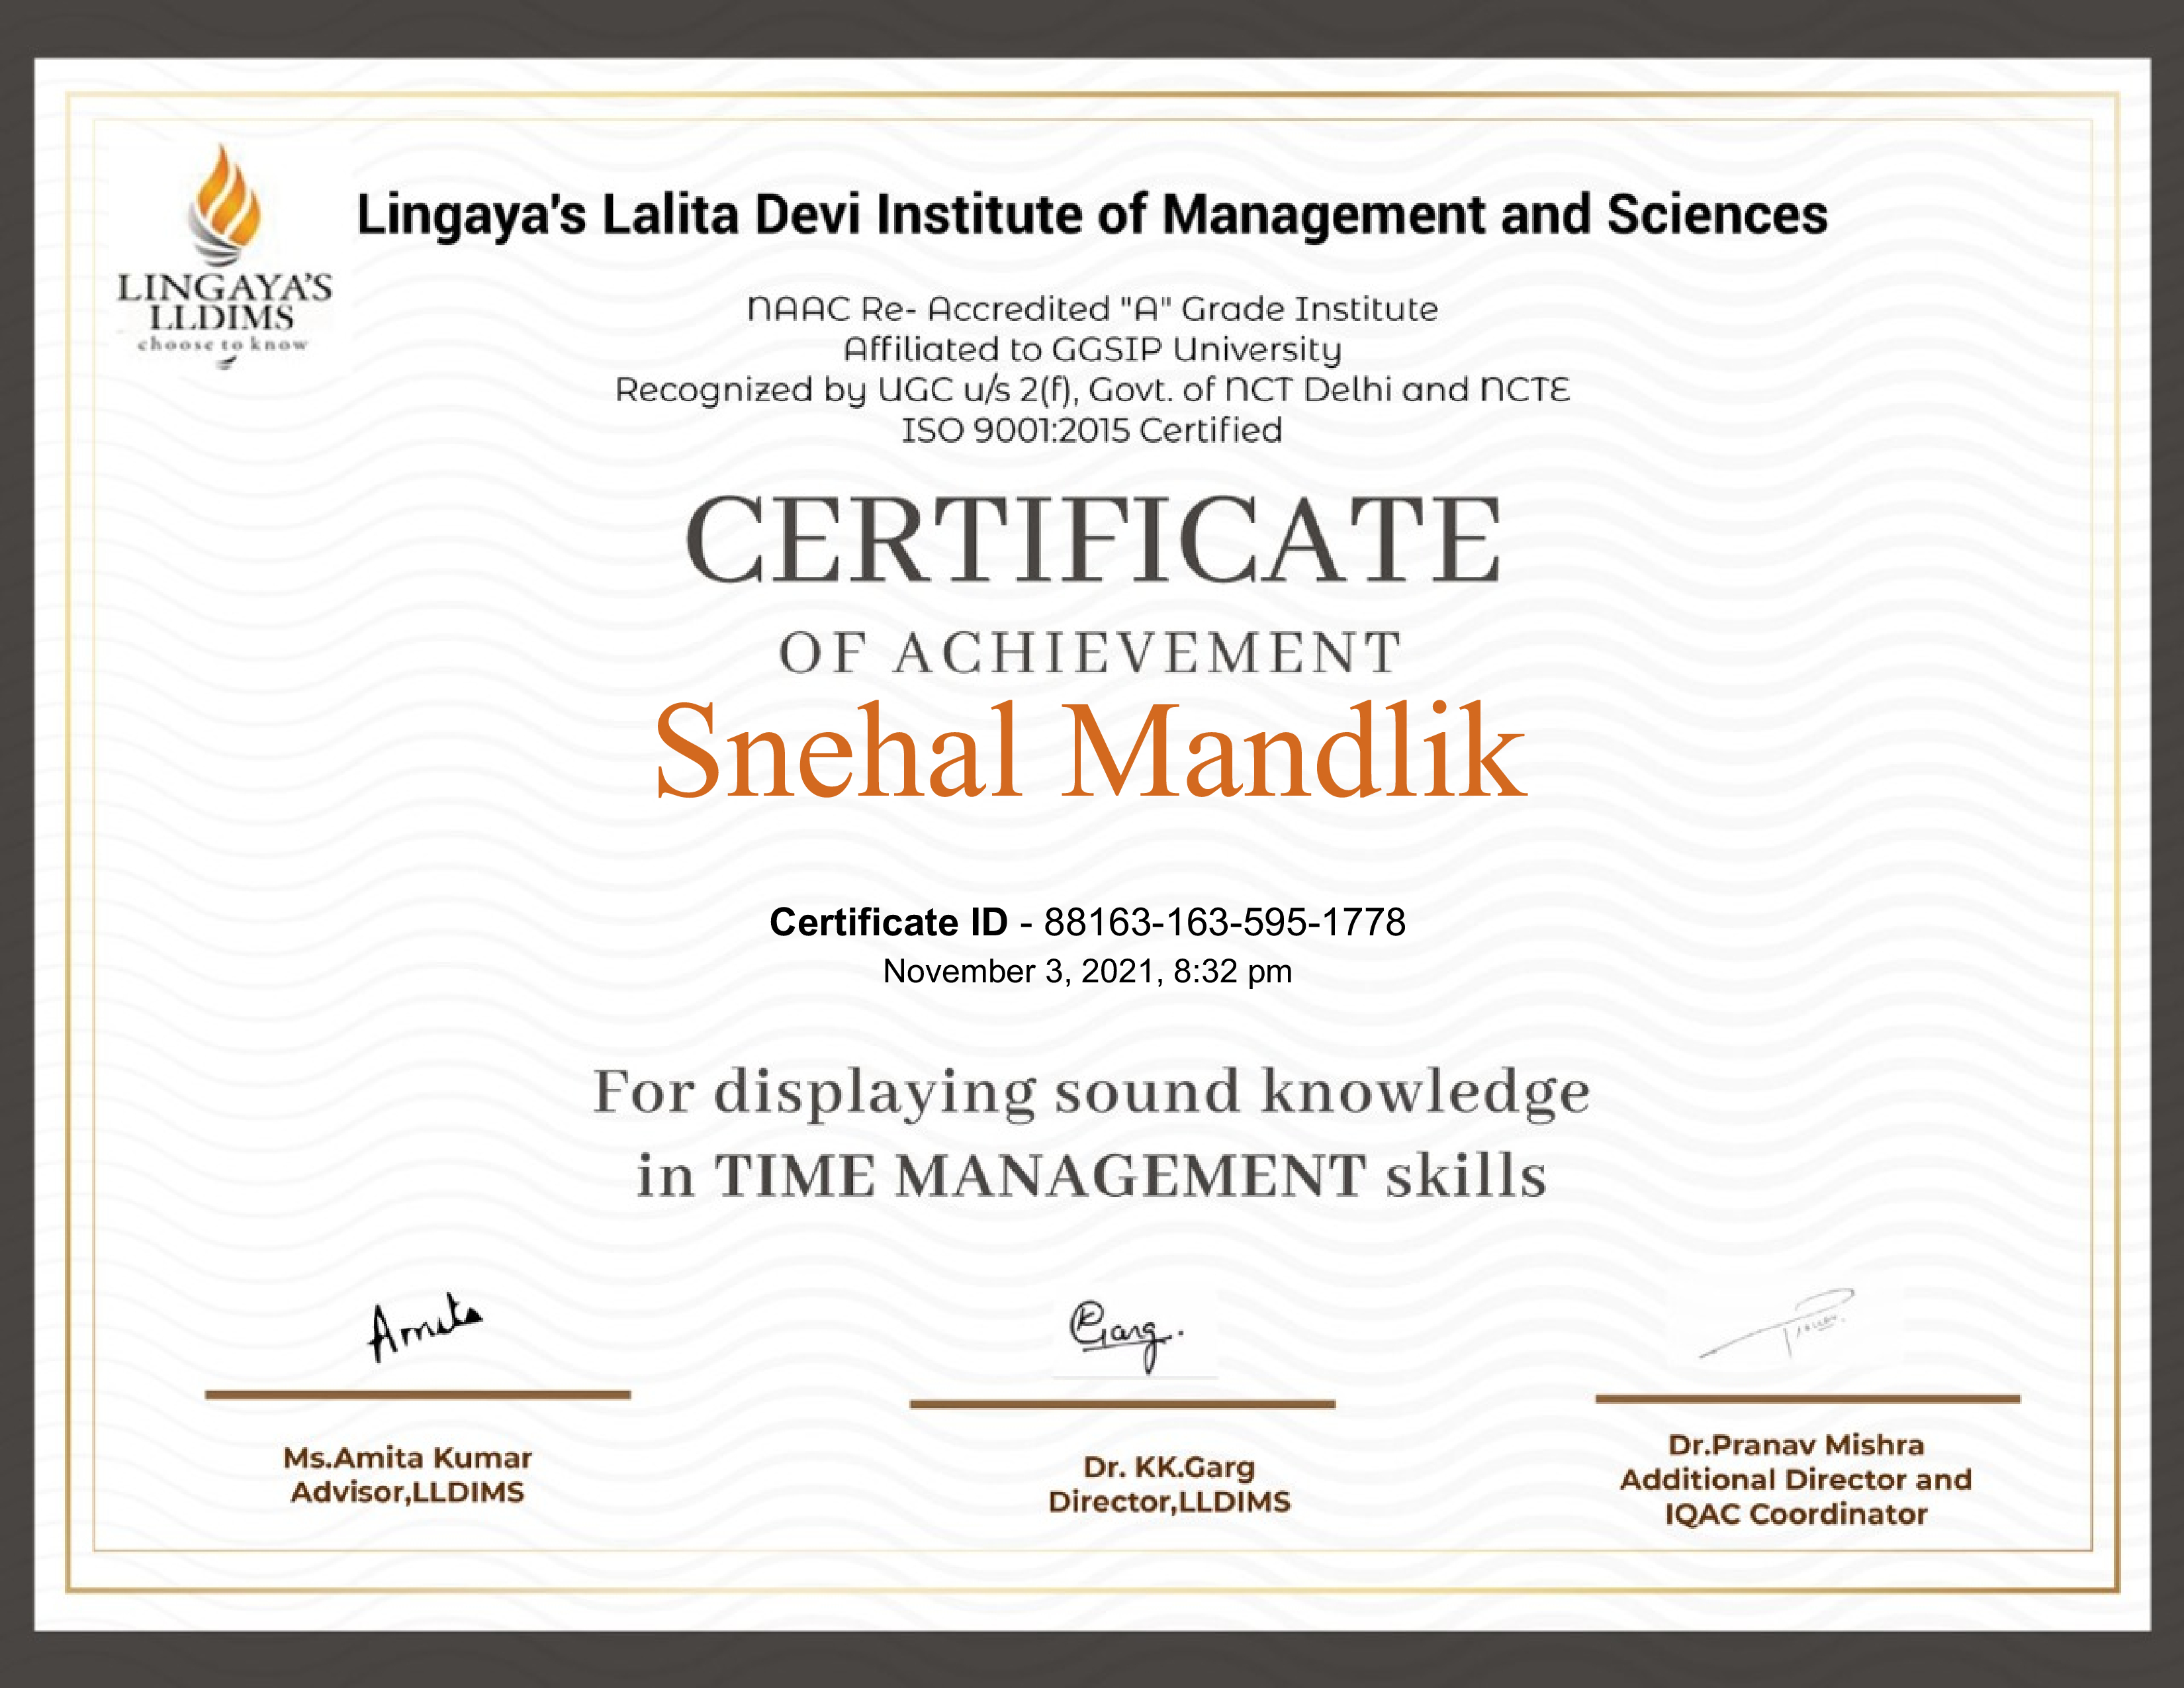 LINGAYA'S
LLDIMS
choose to know
Lingaya's Lalita Devi Institute of Management and Sciences
NAAC Re- Accredited "A" Grade Institute
Affiliated to GGSIP University
Recognized by UGC u/s 2(f), Govt. of NCT Delhi and NCTE
ISO 9001:2015 Certified
CERTIFICATE
OF ACHIEVEMENT
Snehal Mandlik
Certificate ID - 88163-163-595-1778
November 3, 2021, 8:32 pm
For displaying sound knowledge
in TIME MANAGEMENT skills
Amita
KGarg.
Pranav
Ms.Amita Kumar
Advisor,LLDIMS
Dr. KK.Garg
Director,LLDIMS
Dr.Pranav Mishra
Additional Director and
IQAC Coordinator